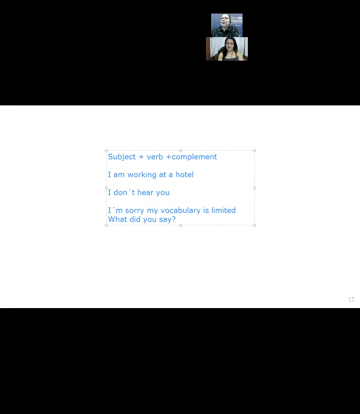 Subject + verb +complement
I am working at a hotel
I don´t hear you
I´m sorry my vocabulary is limited
What did you say?